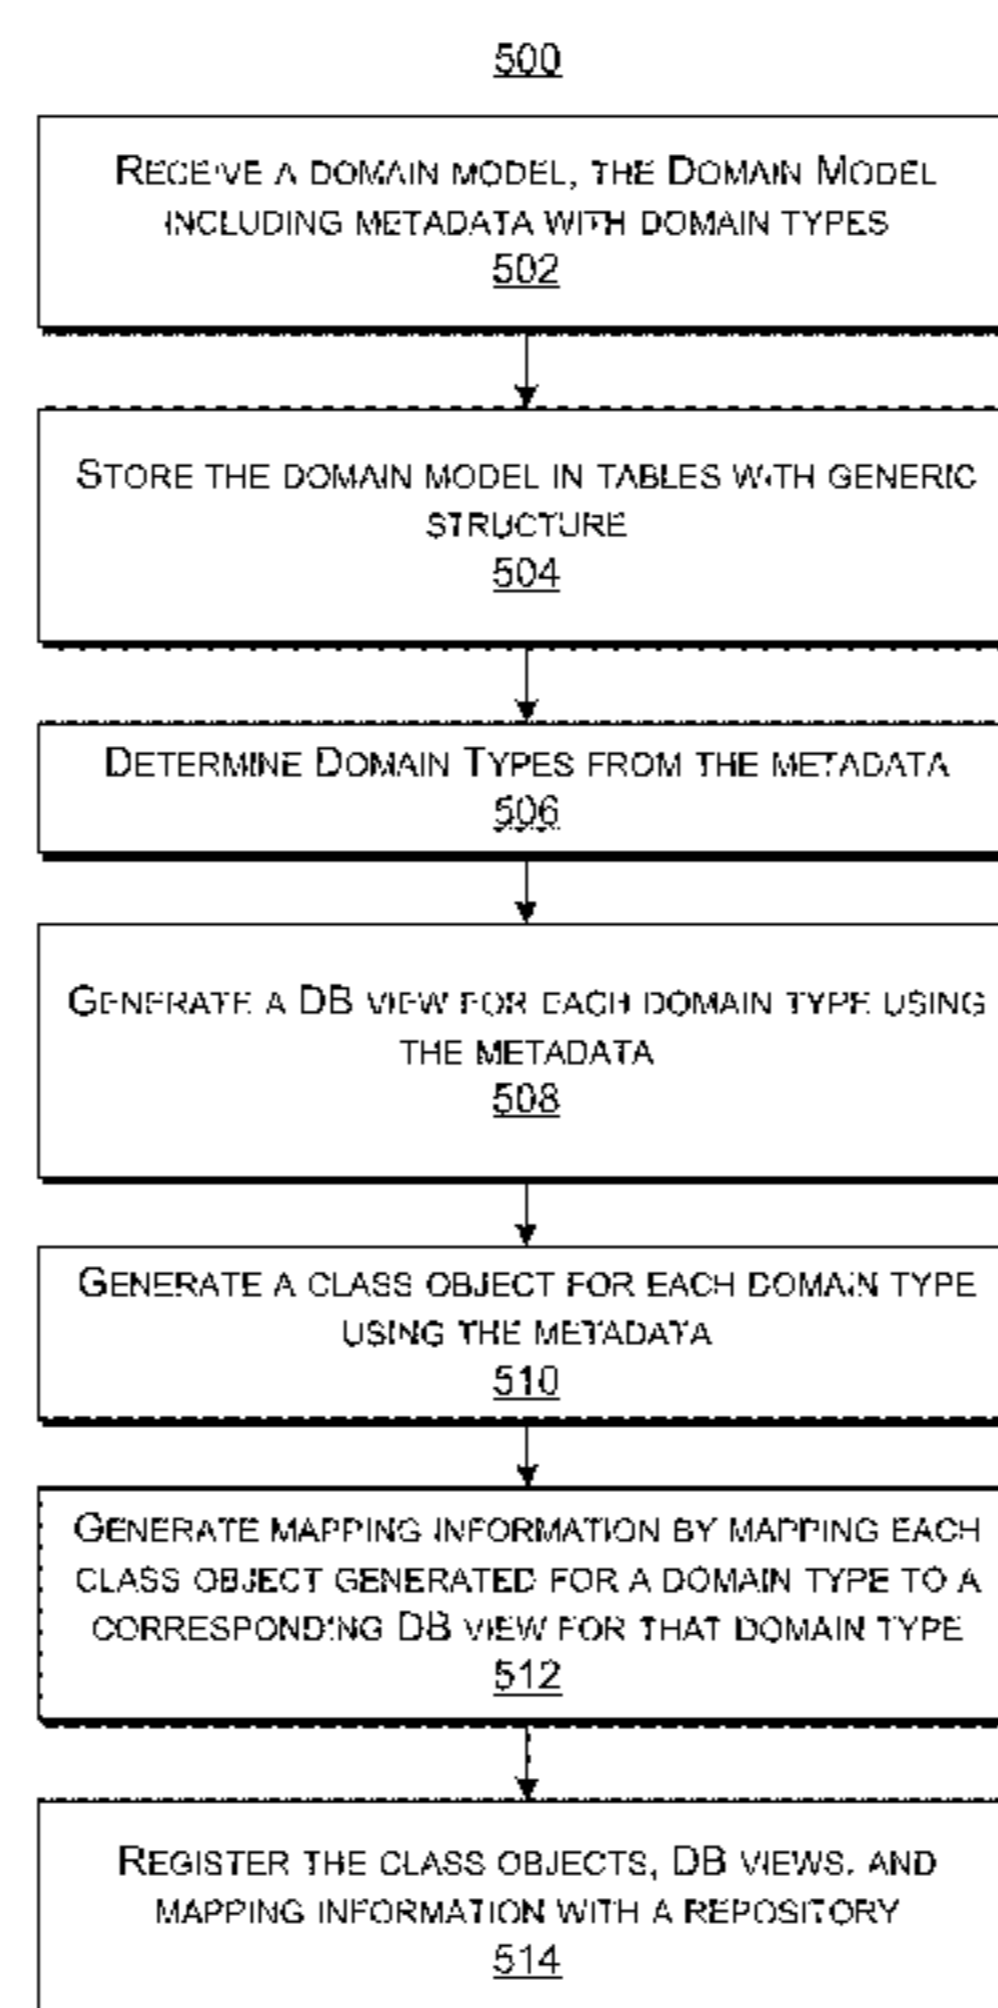 500
RECEIVE A DOMAIN MODEL, THE DOMAIN MODEL
INCLUDING METADATA WITH DOMAIN TYPES
502
STORE THE DOMAIN MODEL IN TABLES WITH GENERIC
STRUCTURE
504
DETERMINE DOMAIN TYPES FROM THE METADATA
506
GENERATE A DB VIEW FOR EACH DOMAIN TYPE USING
THE METADATA
508
GENERATE A CLASS OBJECT FOR EACH DOMAIN TYPE
USING THE METADATA
510
GENERATE MAPPING INFORMATION BY MAPPING EACH
CLASS OBJECT GENERATED FOR A DOMAIN TYPE TO A
CORRESPONDING DB VIEW FOR THAT DOMAIN TYPE
512
REGISTER THE CLASS OBJECTS, DB VIEWS, AND
MAPPING INFORMATION WITH A REPOSITORY
514